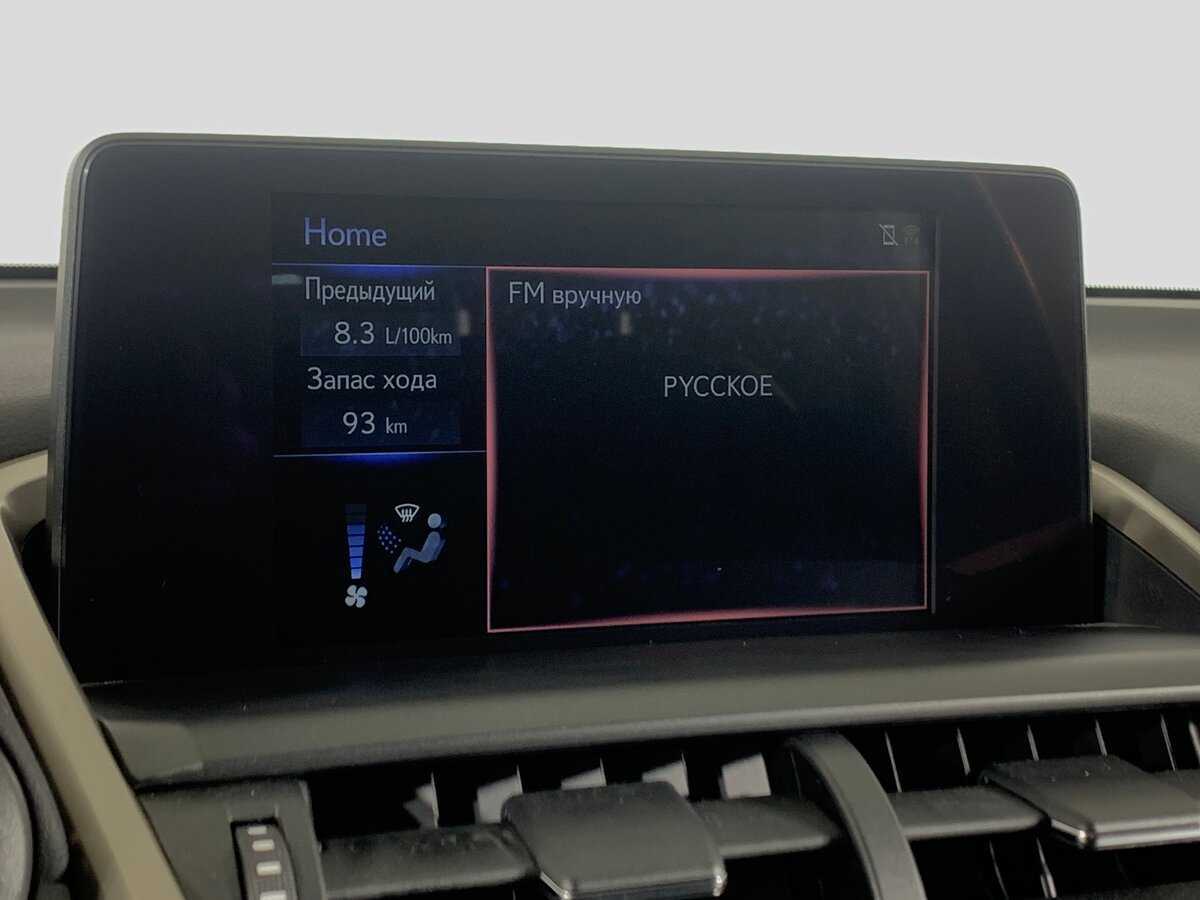 Home
Предыдущий
8.3 L/100km
Запас хода
93 km
FM вручную
РУССКОЕ